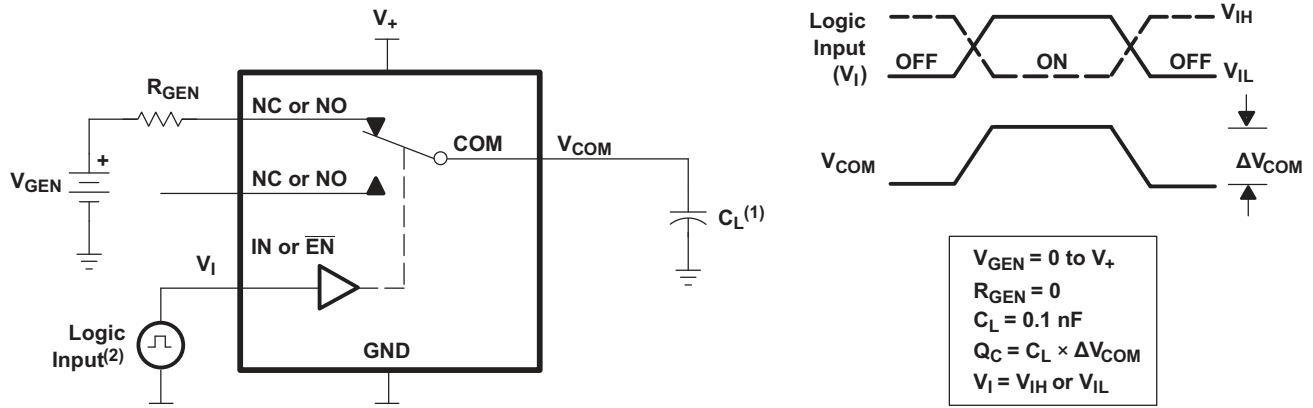 V+
RGEN
NC or NO
COM
VCOM
VGEN
+
NC or NO
CL(1)
IN or EN
VI
Logic
Input(2)
GND
Logic
Input
(VI)
VIH
OFF
ON
OFF
VIL
VCOM
ΔVCOM
VGEN = 0 to V+
RGEN = 0
CL = 0.1 nF
QC = CL × ΔVCOM
VI = VIH or VIL